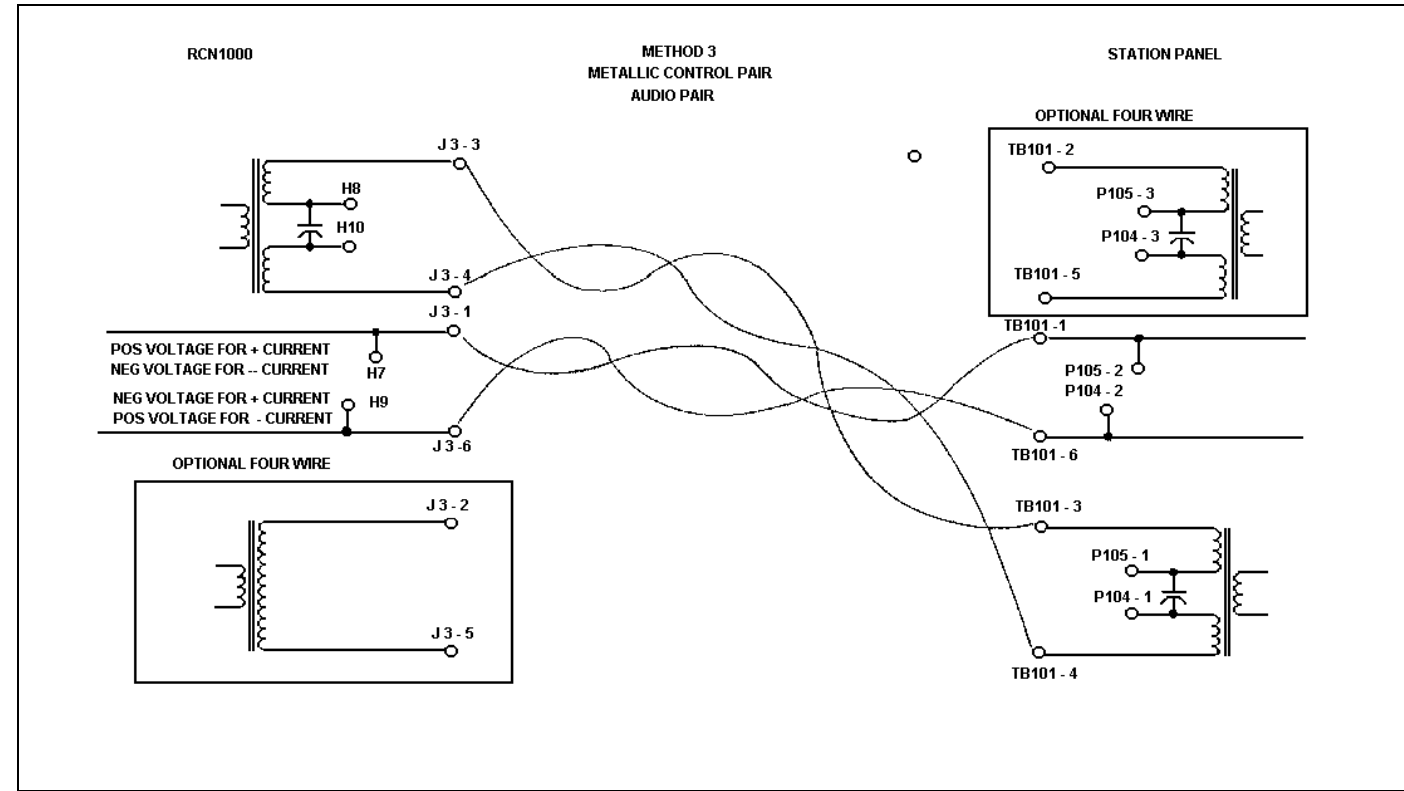 RCN1000
METHOD 3
METALLIC CONTROL PAIR
AUDIO PAIR
STATION PANEL
OPTIONAL FOUR WIRE
J 3 - 3
H8
H10
J 3 - 4
J 3 - 1
POS VOLTAGE FOR + CURRENT
NEG VOLTAGE FOR -- CURRENT
H7
NEG VOLTAGE FOR + CURRENT
POS VOLTAGE FOR - CURRENT
H9
J 3 -6
OPTIONAL FOUR WIRE
J 3 - 2
J 3 - 5
TB101 - 2
P105 - 3
P104 - 3
TB101 - 5
TB101 -1
P105 - 2
P104 - 2
TB101 - 6
TB101 - 3
P105 - 1
P104 - 1
TB101 - 4